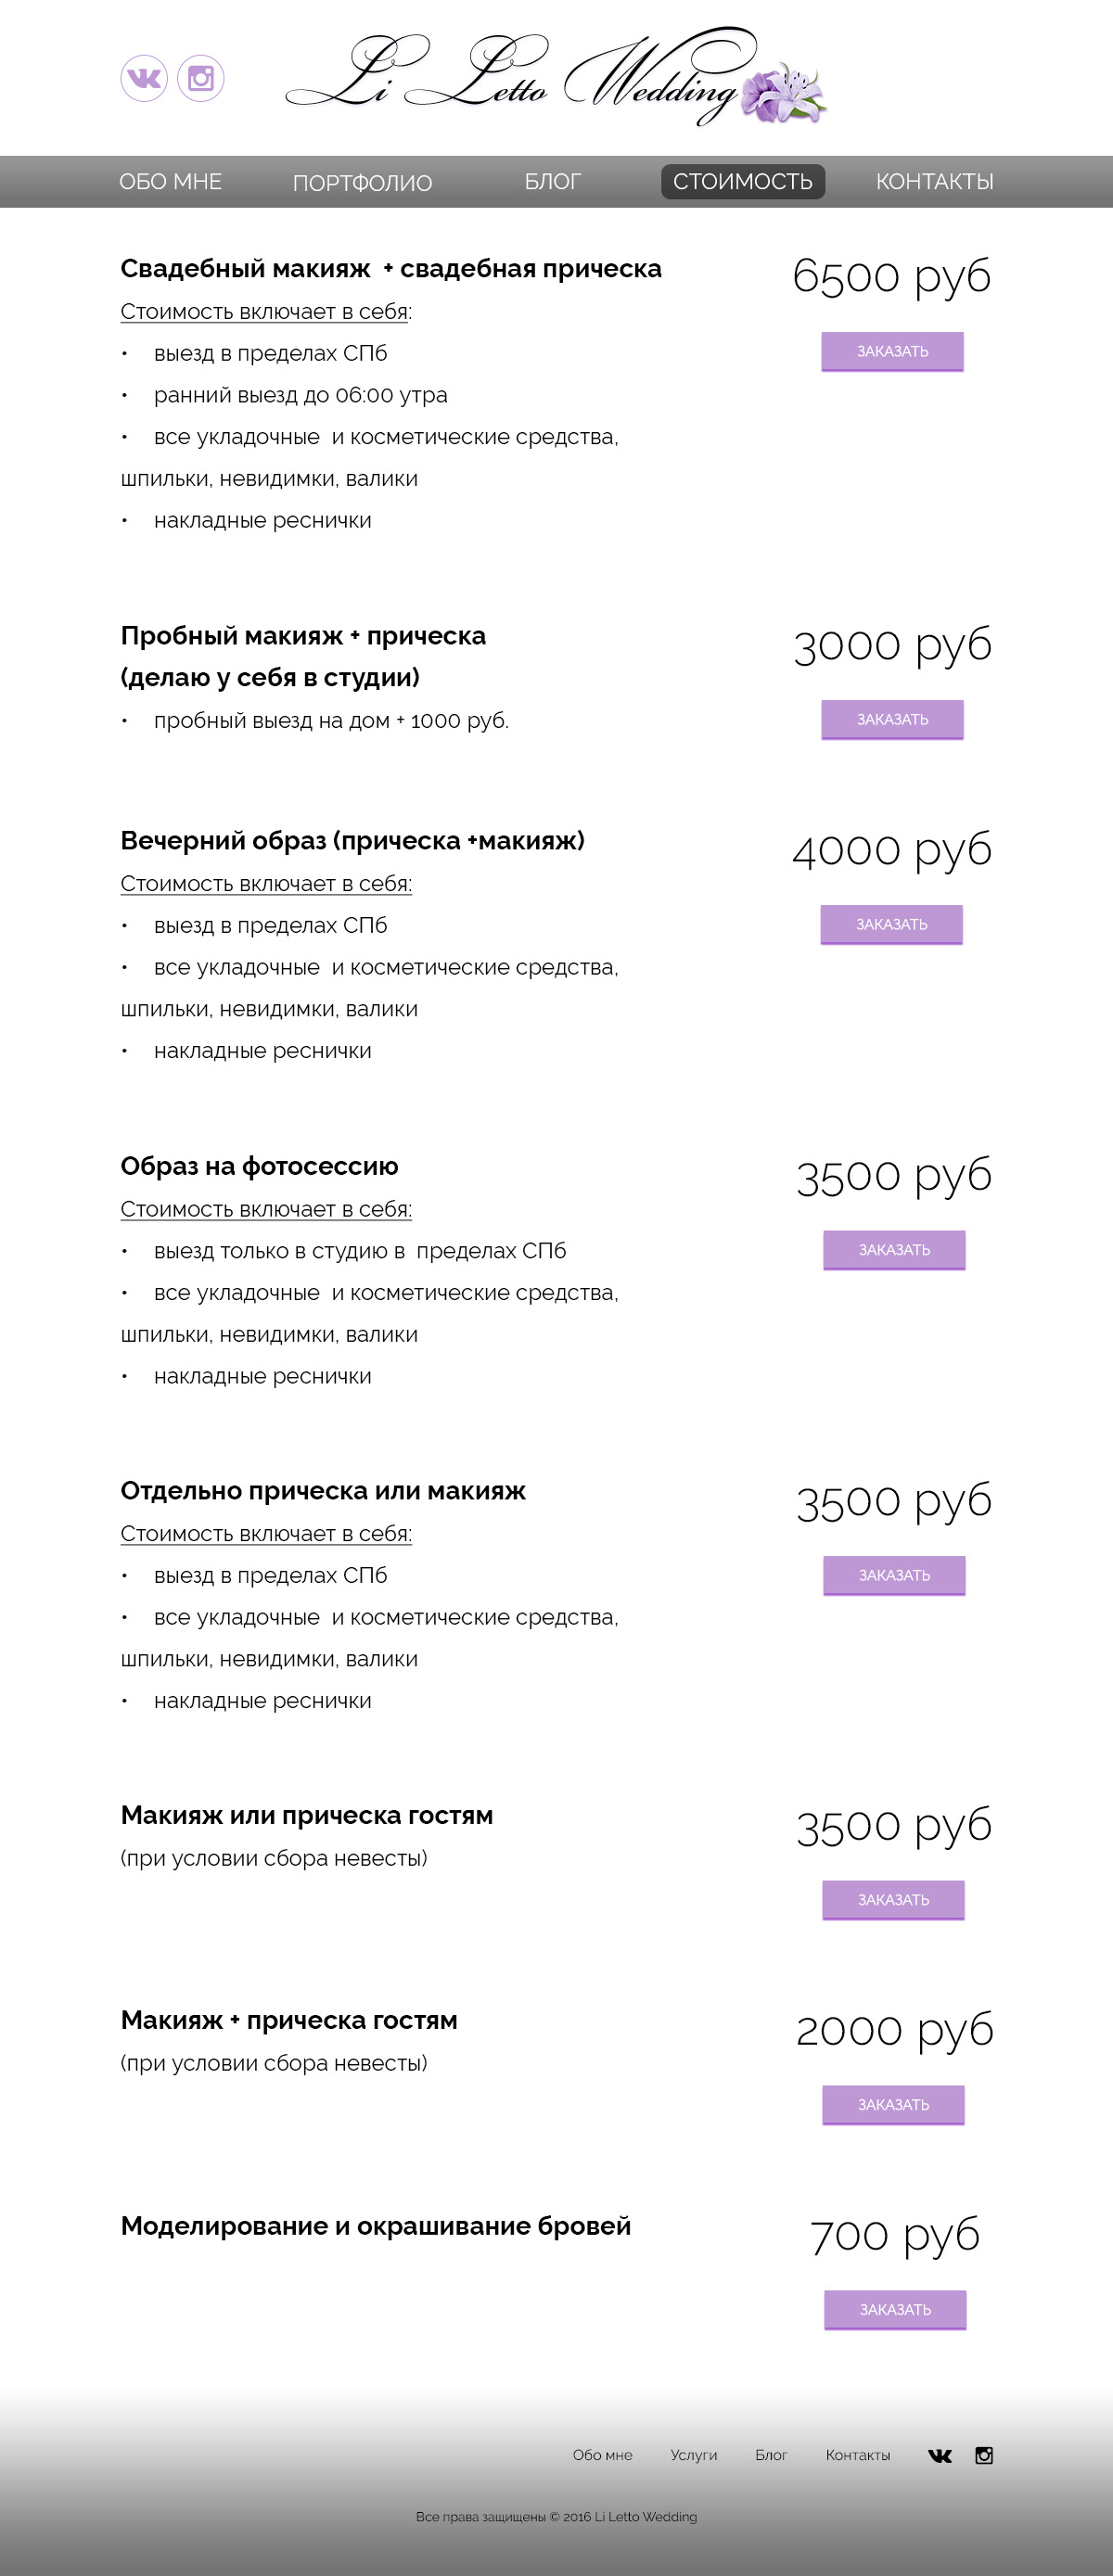 Li Letto Wedding
ОБО МНЕ
ПОРТФОЛИО
БЛОГ
СТОИМОСТЬ
КОНТАКТЫ
Свадебный макияж + свадебная прическа
6500 руб
Стоимость включает в себя:
ЗАКАЗАТЬ
• выезд в пределах СПб
• ранний выезд до 06:00 утра
• все укладочные и косметические средства,
шпильки, невидимки, валики
• накладные реснички
Пробный макияж + прическа
(делаю у себя в студии)
3000 руб
• пробный выезд на дом + 1000 руб.
ЗАКАЗАТЬ
Вечерний образ (прическа +макияж)
4000 руб
Стоимость включает в себя:
ЗАКАЗАТЬ
• выезд в пределах СПб
• все укладочные и косметические средства,
шпильки, невидимки, валики
• накладные реснички
Образ на фотосессию
3500 руб
Стоимость включает в себя:
ЗАКАЗАТЬ
• выезд только в студию в пределах СПб
• все укладочные и косметические средства,
шпильки, невидимки, валики
• накладные реснички
Отдельно прическа или макияж
3500 руб
Стоимость включает в себя:
ЗАКАЗАТЬ
• выезд в пределах СПб
• все укладочные и косметические средства,
шпильки, невидимки, валики
• накладные реснички
Макияж или прическа гостям
3500 руб
(при условии сбора невесты)
ЗАКАЗАТЬ
Макияж + прическа гостям
2000 руб
(при условии сбора невесты)
ЗАКАЗАТЬ
Моделирование и окрашивание бровей
700 руб
ЗАКАЗАТЬ
Обо мне
Услуги
Блог
Контакты
Все права защищены © 2016 Li Letto Wedding